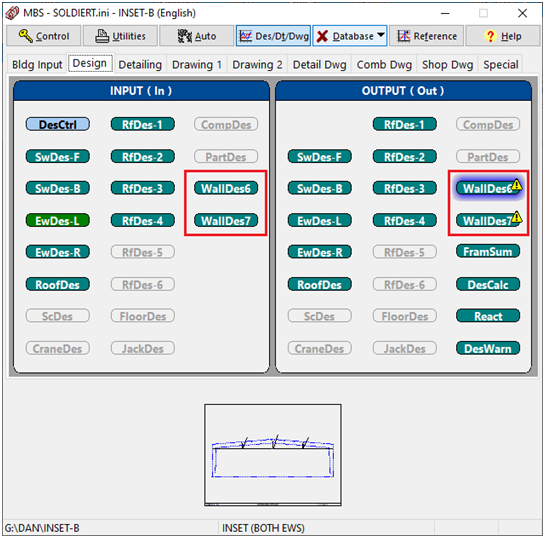 MBS - SOLDIERT.ini - INSET-B (English)
Control Utilities Auto Des/Dt/Dwg Database Reference ? Help
Bldg Input Design Detailing Drawing 1 Drawing 2 Detail Dwg Comb Dwg Shop Dwg Special
INPUT ( In ) OUTPUT ( Out )
DesCtrl RfDes-1 CompDes RfDes-1 CompDes
SwDes-F RfDes-2 PartDes SwDes-F RfDes-2 PartDes
SwDes-B RfDes-3 WallDes6 SwDes-B RfDes-3 WallDes6
EwDes-L RfDes-4 WallDes7 EwDes-L RfDes-4 WallDes7
EwDes-R RfDes-5 EwDes-R RfDes-5 FramSum
RoofDes RfDes-6 RoofDes RfDes-6 DesCalc
ScDes FloorDes ScDes FloorDes React
CraneDes JackDes CraneDes JackDes DesWarn
G:\DAN\INSET-B INSET (BOTH EWS)